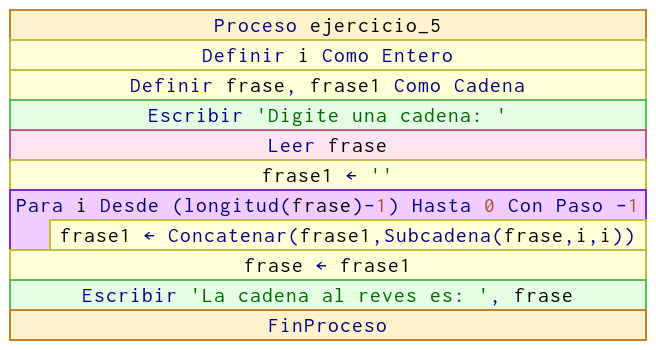 Proceso ejercicio_5
Definir i Como Entero
Definir frase, frase1 Como Cadena
Escribir 'Digite una cadena: '
Leer frase
frase1 ← ''
Para i Desde (longitud(frase)-1) Hasta 0 Con Paso -1
frase1 ← Concatenar(frase1,Subcadena(frase,i,i))
frase ← frase1
Escribir 'La cadena al reves es: ', frase
FinProceso